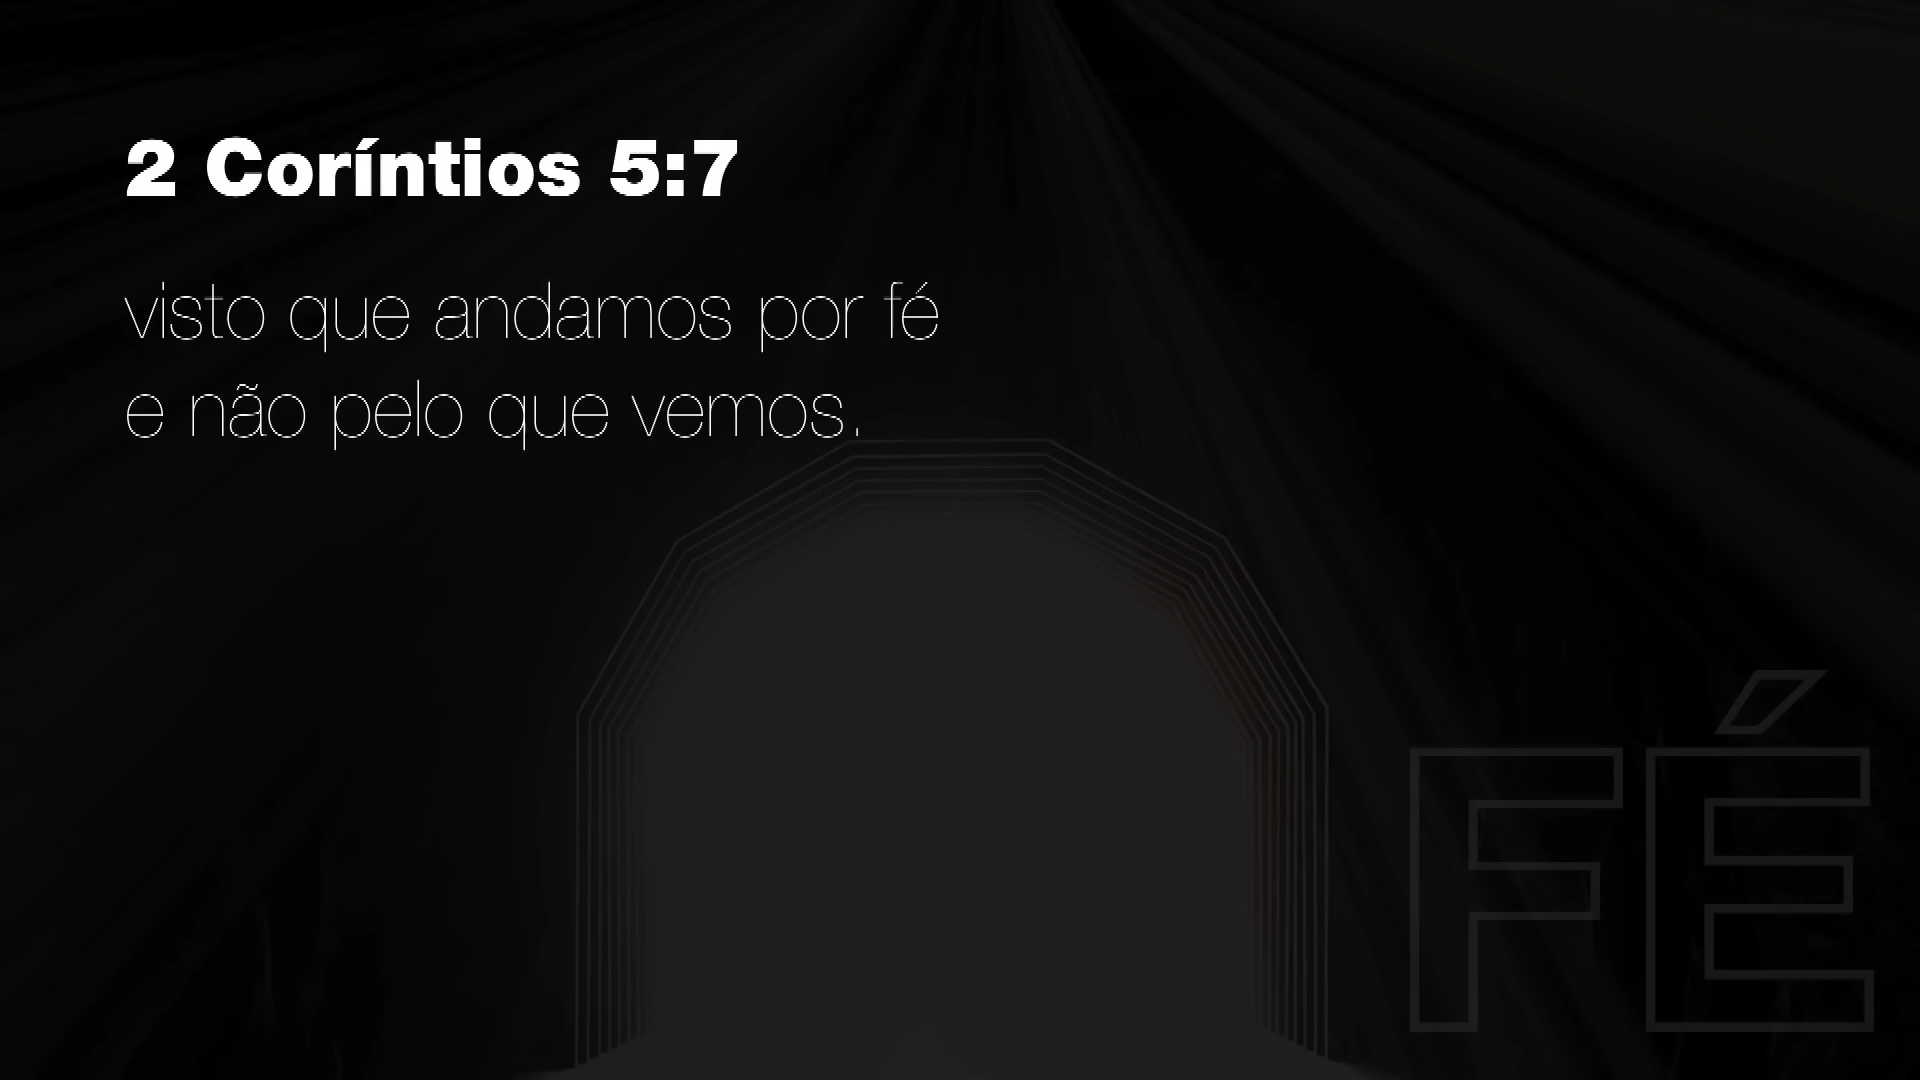 2 Coríntios 5:7
visto que andamos por fé
e não pelo que vemos.
FÉ